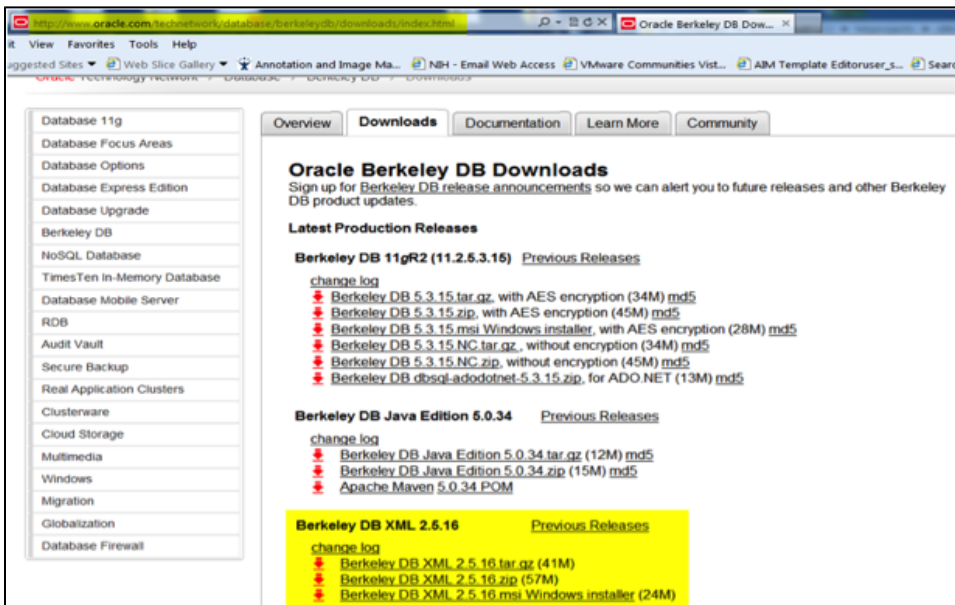 http://www.oracle.com/technetwork/database/berkeleydb/downloads/index.html
Oracle Berkeley DB Dow...
it View Favorites Tools Help
uggested Sites Web Slice Gallery Annotation and Image Ma... NIH - Email Web Access VMware Communities Vist... AIM Template Editoruser_s... Searc
Oracle Technology Network Database Berkeley DB Downloads
Database 11g
Database Focus Areas
Database Options
Database Express Edition
Database Upgrade
Berkeley DB
NoSQL Database
TimesTen In-Memory Database
Database Mobile Server
RDB
Audit Vault
Secure Backup
Real Application Clusters
Clusterware
Cloud Storage
Multimedia
Windows
Migration
Globalization
Database Firewall
Overview Downloads Documentation Learn More Community
Oracle Berkeley DB Downloads
Sign up for Berkeley DB release announcements so we can alert you to future releases and other Berkeley
DB product updates.
Latest Production Releases
Berkeley DB 11gR2 (11.2.5.3.15) Previous Releases
change log
Berkeley DB 5.3.15.tar.gz, with AES encryption (34M) md5
Berkeley DB 5.3.15.zip, with AES encryption (45M) md5
Berkeley DB 5.3.15.msi Windows installer, with AES encryption (28M) md5
Berkeley DB 5.3.15.NC.tar.gz , without encryption (34M) md5
Berkeley DB 5.3.15.NC.zip, without encryption (45M) md5
Berkeley DB dbsql-adodotnet-5.3.15.zip, for ADO.NET (13M) md5
Berkeley DB Java Edition 5.0.34 Previous Releases
change log
Berkeley DB Java Edition 5.0.34.tar.gz (12M) md5
Berkeley DB Java Edition 5.0.34.zip (15M) md5
Apache Maven 5.0.34 POM
Berkeley DB XML 2.5.16 Previous Releases
change log
Berkeley DB XML 2.5.16.tar.gz (41M)
Berkeley DB XML 2.5.16.zip (57M)
Berkeley DB XML 2.5.16.msi Windows installer (24M)